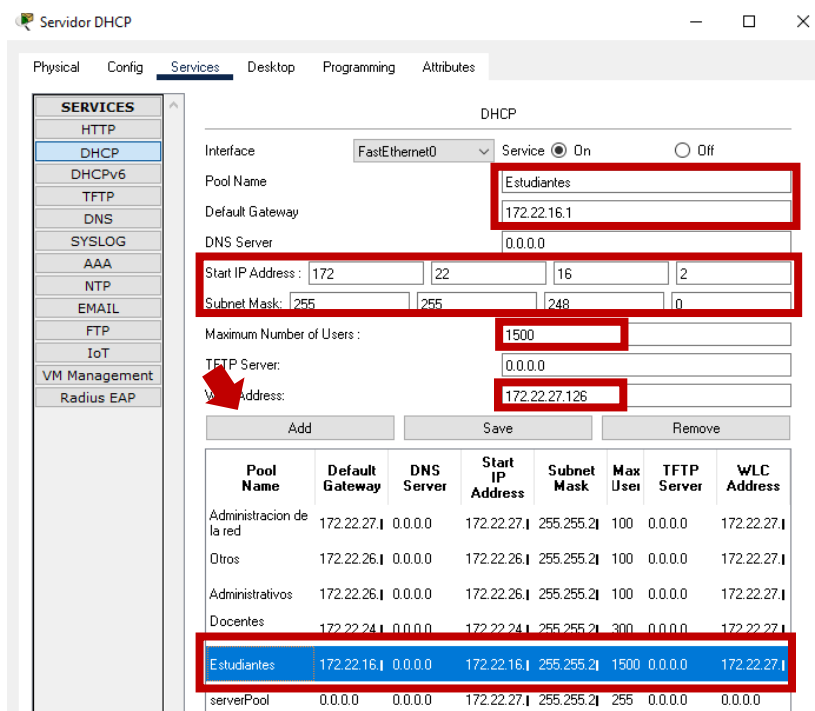 Servidor DHCP
Physical Config Services Desktop Programming Attributes
SERVICES
HTTP
DHCP
DHCPv6
TFTP
DNS
SYSLOG
AAA
NTP
EMAIL
FTP
IoT
VM Management
Radius EAP
DHCP
Interface FastEthernet0 Service On Off
Pool Name Estudiantes
Default Gateway 172.22.16.1
DNS Server 0.0.0.0
Start IP Address : 172 22 16 2
Subnet Mask: 255 255 248 0
Maximum Number of Users : 1500
TFTP Server: 0.0.0.0
Address: 172.22.27.126
Add Save Remove
Pool Name Default Gateway DNS Server Start IP Address Subnet Mask Max User TFTP Server WLC Address
Administracion de la red 172.22.27. 0.0.0.0 172.22.27. 255.255.2 100 0.0.0.0 172.22.27.
Otros 172.22.26. 0.0.0.0 172.22.26. 255.255.2 100 0.0.0.0 172.22.27.
Administrativos 172.22.26. 0.0.0.0 172.22.26. 255.255.2 100 0.0.0.0 172.22.27.
Docentes 172.22.24. 0.0.0.0 172.22.24. 255.255.2 300 0.0.0.0 172.22.27.
Estudiantes 172.22.16. 0.0.0.0 172.22.16. 255.255.2 1500 0.0.0.0 172.22.27.
serverPool 0.0.0.0 0.0.0.0 172.22.27. 255.255.2 255 0.0.0.0 0.0.0.0